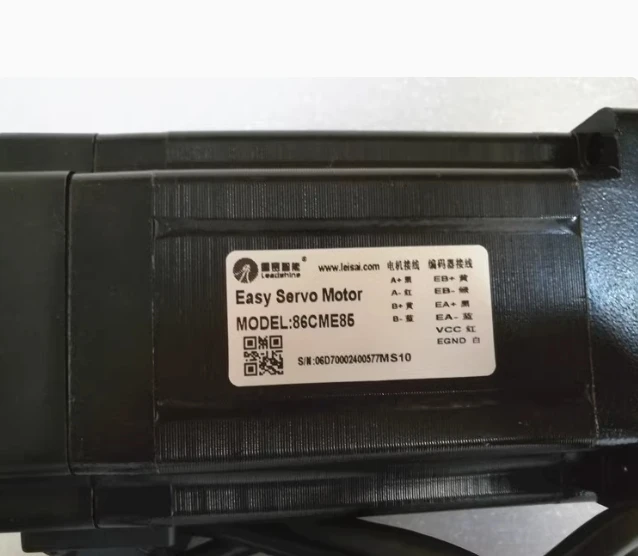 雷赛智能®
Leadshine
www.leisai.com
Easy Servo Motor
MODEL:86CME85
S/N:06D70002400577MS10
电机接线
A+ 黑
A- 红
B+ 黄
B- 蓝
编码器接线
EB+ 黄
EB- 绿
EA+ 黑
EA- 蓝
VCC 红
EGND 白